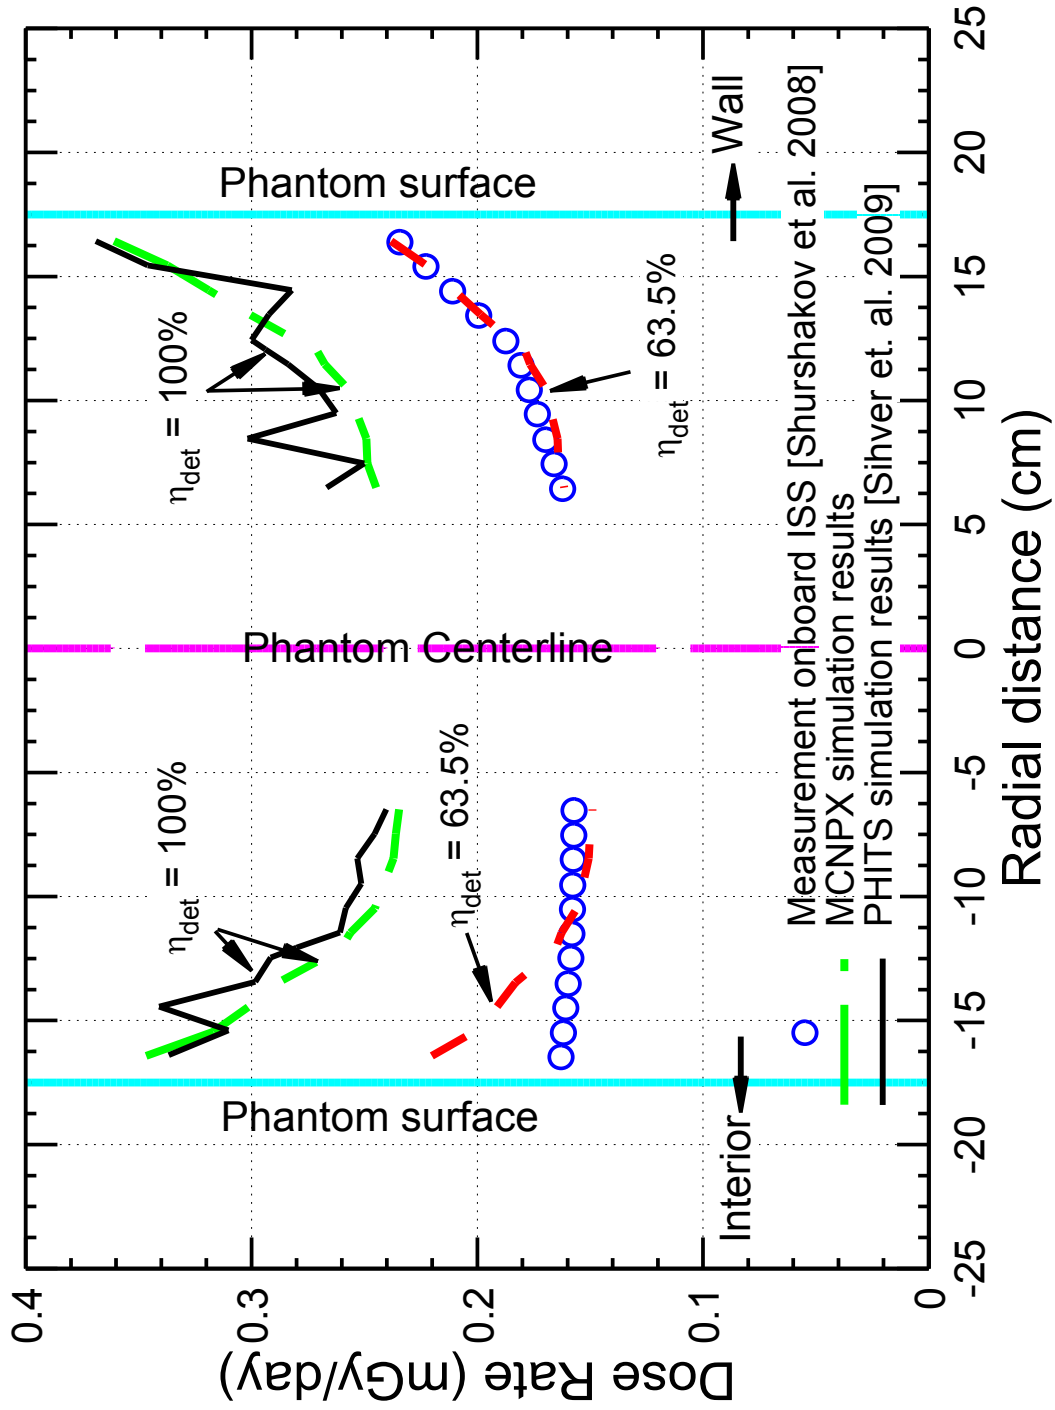 Dose Rate (mGy/day)
0.4
0.3
0.2
0.1
0
Phantom surface
Phantom surface
ηdet = 100%
ηdet = 100%
ηdet = 63.5%
ηdet = 63.5%
Phantom Centerline
Interior
Wall
Measurement onboard ISS [Shurshakov et al. 2008]
MCNPX simulation results
PHITS simulation results [Sihver et. al. 2009]
-25
-20
-15
-10
-5
0
5
10
15
20
25
Radial distance (cm)